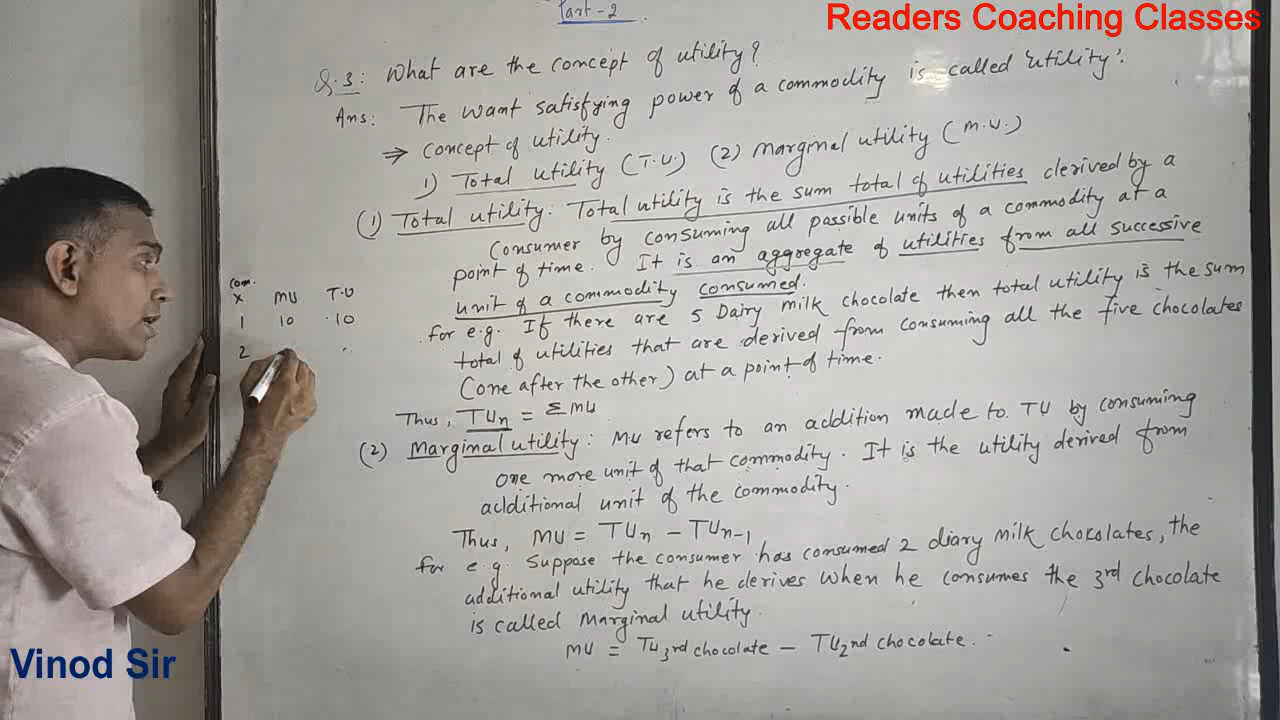 Part-2
Readers Coaching Classes
Q.3: What are the concept of utility?
Ans: The want satisfying power of a commodity is called 'utility'.
⇒ concept of utility.
1) Total utility (T.U.) (2) Marginal utility (M.U.)
(1) Total utility: Total utility is the sum total of utilities derived by a
Consumer by consuming all possible units of a commodity at a
point of time. It is an aggregate of utilities from all successive
unit of a commodity consumed.
for e.g. If there are 5 Dairy milk chocolate then total utility is the sum
total of utilities that are derived from consuming all the five chocolates
(one after the other) at a point of time.
Thus, TUn = Σ MU
(2) Marginal utility: MU refers to an addition made to TU by consuming
one more unit of that commodity. It is the utility derived from
additional unit of the commodity.
Thus, MU = TUn - TUn-1
for e.g. Suppose the consumer has consumed 2 diary milk chocolates, the
additional utility that he derives when he consumes the 3rd chocolate
is called Marginal utility.
MU = TU 3rd chocolate - TU 2nd chocolate.
com.
X MU T.U
1 10 10
2
Vinod Sir